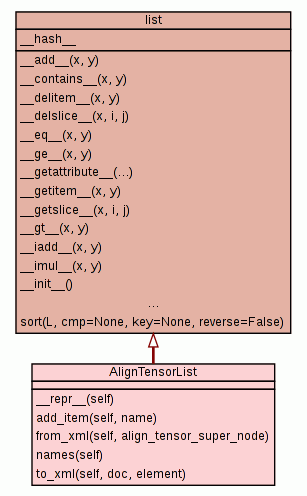 list
__hash__
__add__(x, y)
__contains__(x, y)
__delitem__(x, y)
__delslice__(x, i, j)
__eq__(x, y)
__ge__(x, y)
__getattribute__(...)
__getitem__(x, y)
__getslice__(x, i, j)
__gt__(x, y)
__iadd__(x, y)
__imul__(x, y)
__init__()
...
sort(L, cmp=None, key=None, reverse=False)
AlignTensorList
__repr__(self)
add_item(self, name)
from_xml(self, align_tensor_super_node)
names(self)
to_xml(self, doc, element)